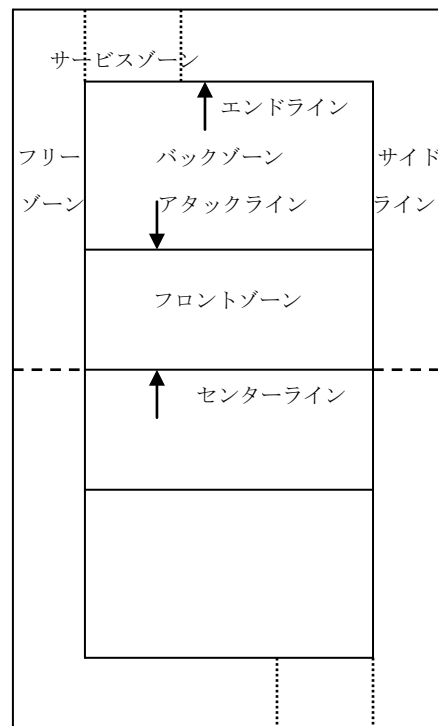 サービスゾーン
エンドライン
フリー
ゾーン
バックゾーン
サイド
ライン
アタックライン
フロントゾーン
センターライン